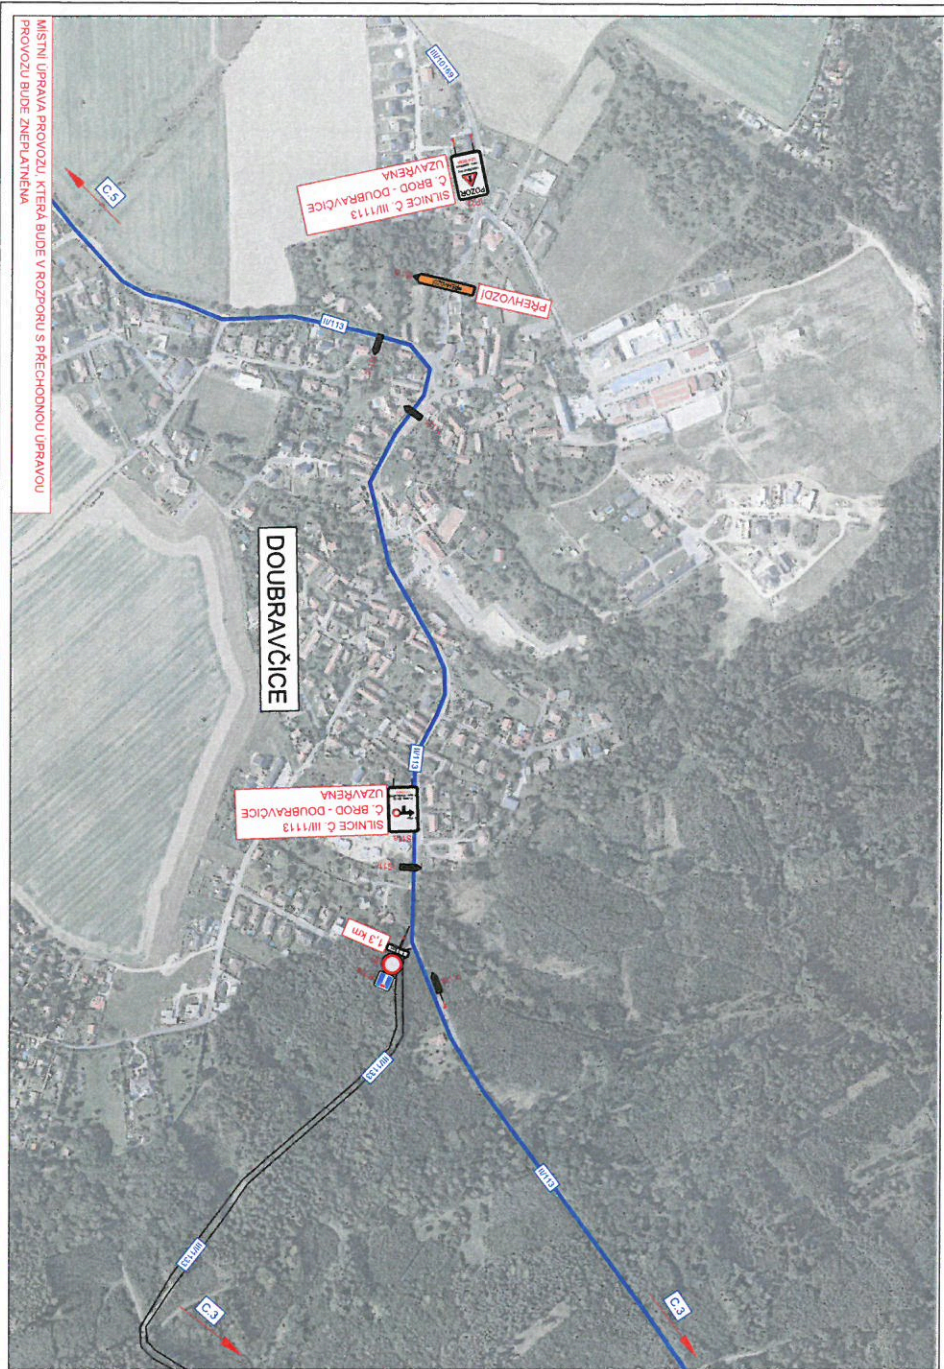 MÍSTNÍ ÚPRAVA PROVOZU, KTERÁ BUDE V ROZPORU S PŘECHODNOU ÚPRAVOU
PROVOZU BUDE ZNEPLATNĚNA
C.5
III/10169
POZOR!
SILNICE Č. III/1113
Č. BROD - DOUBRAVČICE
UZAVŘENA
PŘEHVOZDÍ
II/113
DOUBRAVČICE
II/113
SILNICE Č. III/1113
Č. BROD - DOUBRAVČICE
UZAVŘENA
1,3 km
III/1133
II/113
III/1133
C.3
C.3